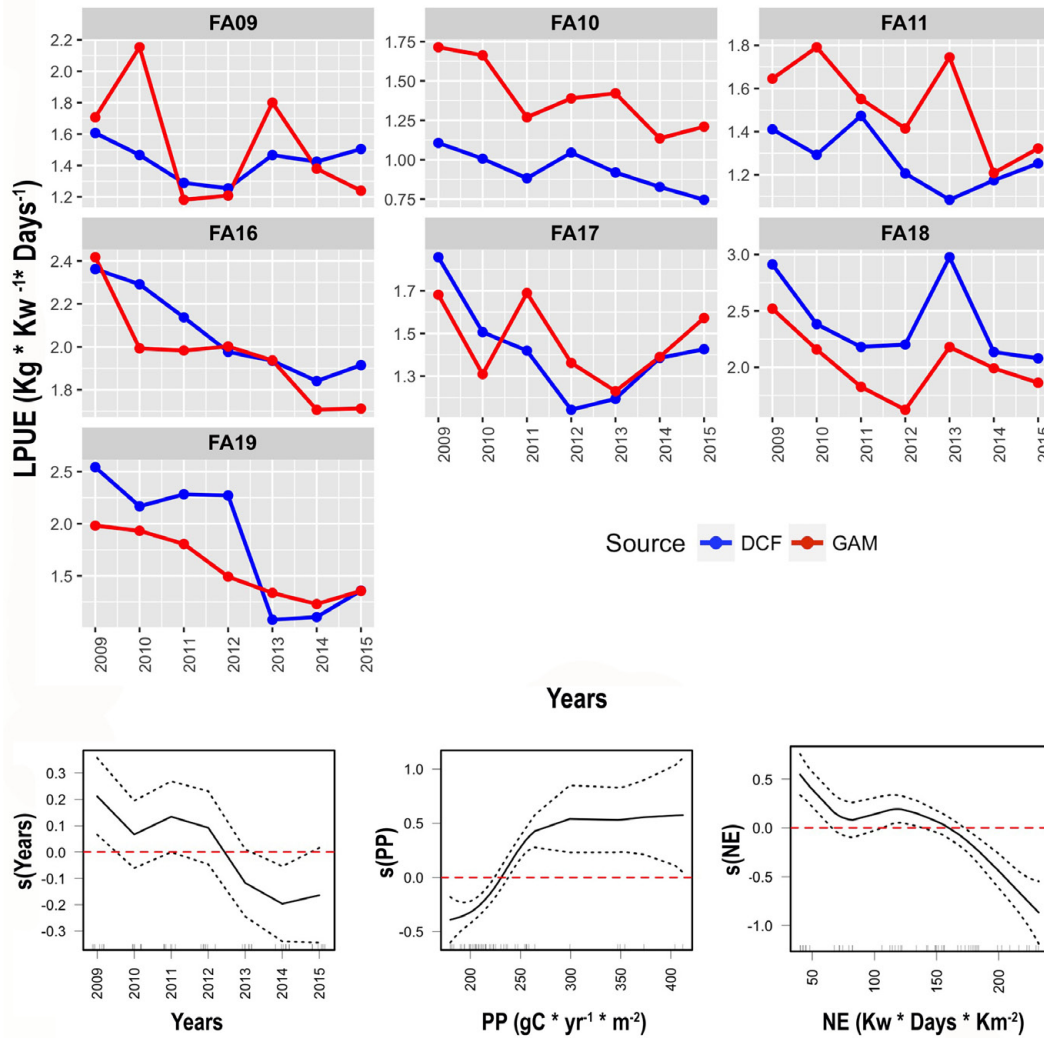 FA09 FA10 FA11
2.2 2.0 1.8 1.6 1.4 1.2
1.75 1.50 1.25 1.00 0.75
1.8 1.6 1.4 1.2
FA16 FA17 FA18
2.4 2.2 2.0 1.8
1.7 1.5 1.3
3.0 2.5 2.0
2009 2010 2011 2012 2013 2014 2015
2009 2010 2011 2012 2013 2014 2015
FA19
2.5 2.0 1.5
2009 2010 2011 2012 2013 2014 2015
LPUE (Kg * Kw ⁻¹* Days⁻¹)
Source DCF GAM
Years
s(Years)
0.3 0.2 0.1 0.0 -0.1 -0.2 -0.3
2009 2010 2011 2012 2013 2014 2015
Years
s(PP)
1.0 0.5 0.0 -0.5
200 250 300 350 400
PP (gC * yr⁻¹ * m⁻²)
s(NE)
0.5 0.0 -0.5 -1.0
50 100 150 200
NE (Kw * Days * Km⁻²)